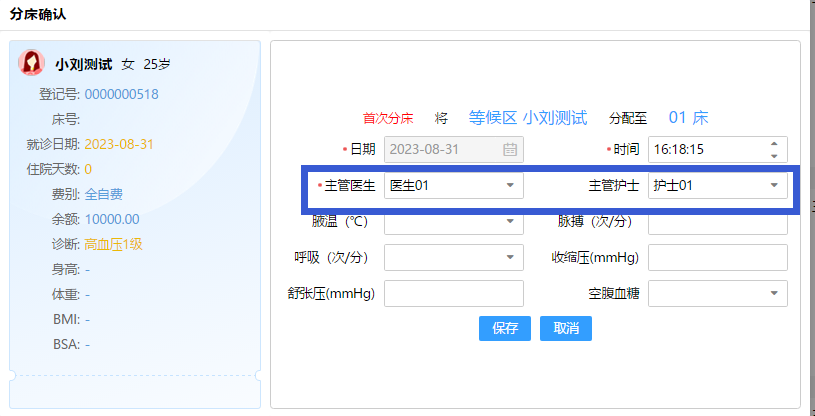 分床确认
小刘测试 女 25岁
登记号: 0000000518
床号:
就诊日期: 2023-08-31
住院天数: 0
费别: 全自费
余额: 10000.00
诊断: 高血压1级
身高: -
体重: -
BMI: -
BSA: -
首次分床 将 等候区 小刘测试 分配至 01 床
*日期 2023-08-31 *时间 16:18:15
*主管医生 医生01 主管护士 护士01
腋温（℃） 脉搏（次/分）
呼吸（次/分） 收缩压(mmHg)
舒张压(mmHg) 空腹血糖
保存 取消